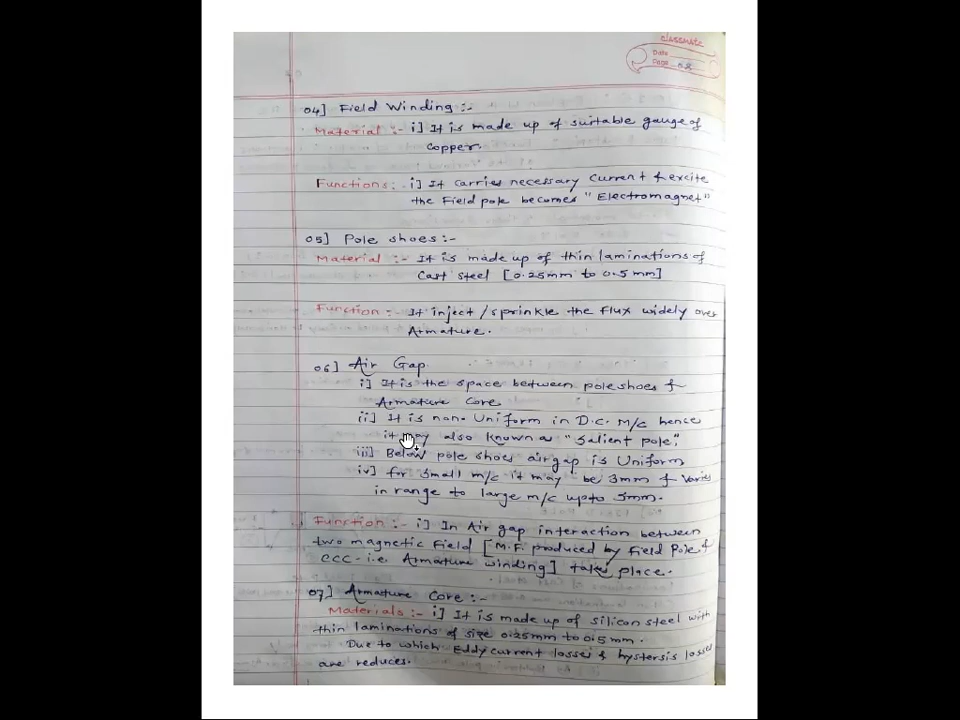 classmate
Date
Page 02
04] Field Winding :-
Material :- i] It is made up of suitable gauge of
copper.
Functions :- i] It carries necessary current & excite
the Field pole becomes "Electromagnet"
05] Pole shoes :-
Material :- It is made up of thin laminations of
Cast steel [0.25mm to 0.5mm]
Function :- It inject / sprinkle the Flux widely over
Armature.
06] Air Gap
i] It is the space between pole shoes &
Armature Core
ii] It is non-Uniform in D.C. M/c hence
it may also known a "Salient pole".
iii] Below pole shoes air gap is Uniform
iv] for small m/c it may be 3mm & Varies
in range to large m/c upto 5mm.
Function :- i] In Air gap interaction between
two magnetic Field [M.F. produced by Field Pole &
CCC - i.e. Armature winding] takes place.
07] Armature Core :-
Materials :- i] It is made up of silicon steel with
thin laminations of size 0.25mm to 0.5mm.
Due to which Eddy current losses & hystersis losses
are reduces.